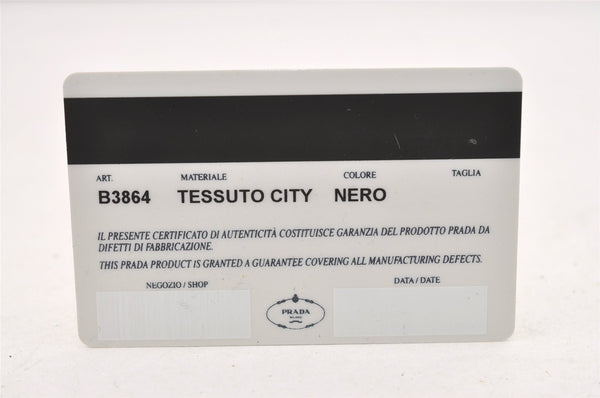 ART. MATERIALE COLORE TAGLIA
B3864 TESSUTO CITY NERO
IL PRESENTE CERTIFICATO DI AUTENTICITÀ COSTITUISCE GARANZIA DEL PRODOTTO PRADA DA
DIFETTI DI FABBRICAZIONE.
THIS PRADA PRODUCT IS GRANTED A GUARANTEE COVERING ALL MANUFACTURING DEFECTS.
NEGOZIO / SHOP DATA / DATE
PRADA
MILANO